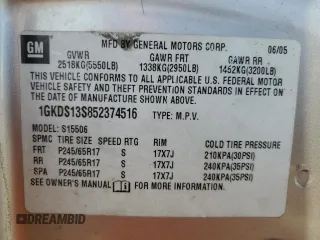 GM
MFD BY GENERAL MOTORS CORP. 06/05
GVWR GAWR FRT GAWR RR
2518KG(5550LB) 1338KG(2950LB) 1452KG(3200LB)
THIS VEHICLE CONFORMS TO ALL APPLICABLE U.S. FEDERAL MOTOR
VEHICLE SAFETY AND THEFT PREVENTION STANDARDS IN EFFECT ON
THE DATE OF MANUFACTURE SHOWN ABOVE.
1GKDS13S852374516 TYPE: M.P.V.
MODEL: S15506
SPMC TIRE SIZE SPEED RTG RIM COLD TIRE PRESSURE
FRT P245/65R17 S 17X7J 210KPA(30PSI)
RR P245/65R17 S 17X7J 240KPA(35PSI)
SPA P245/65R17 S 17X7J 240KPA(35PSI)
SEE OWNER'S MANUAL FOR ADDITIONAL INFORMATION.
DREAMBID